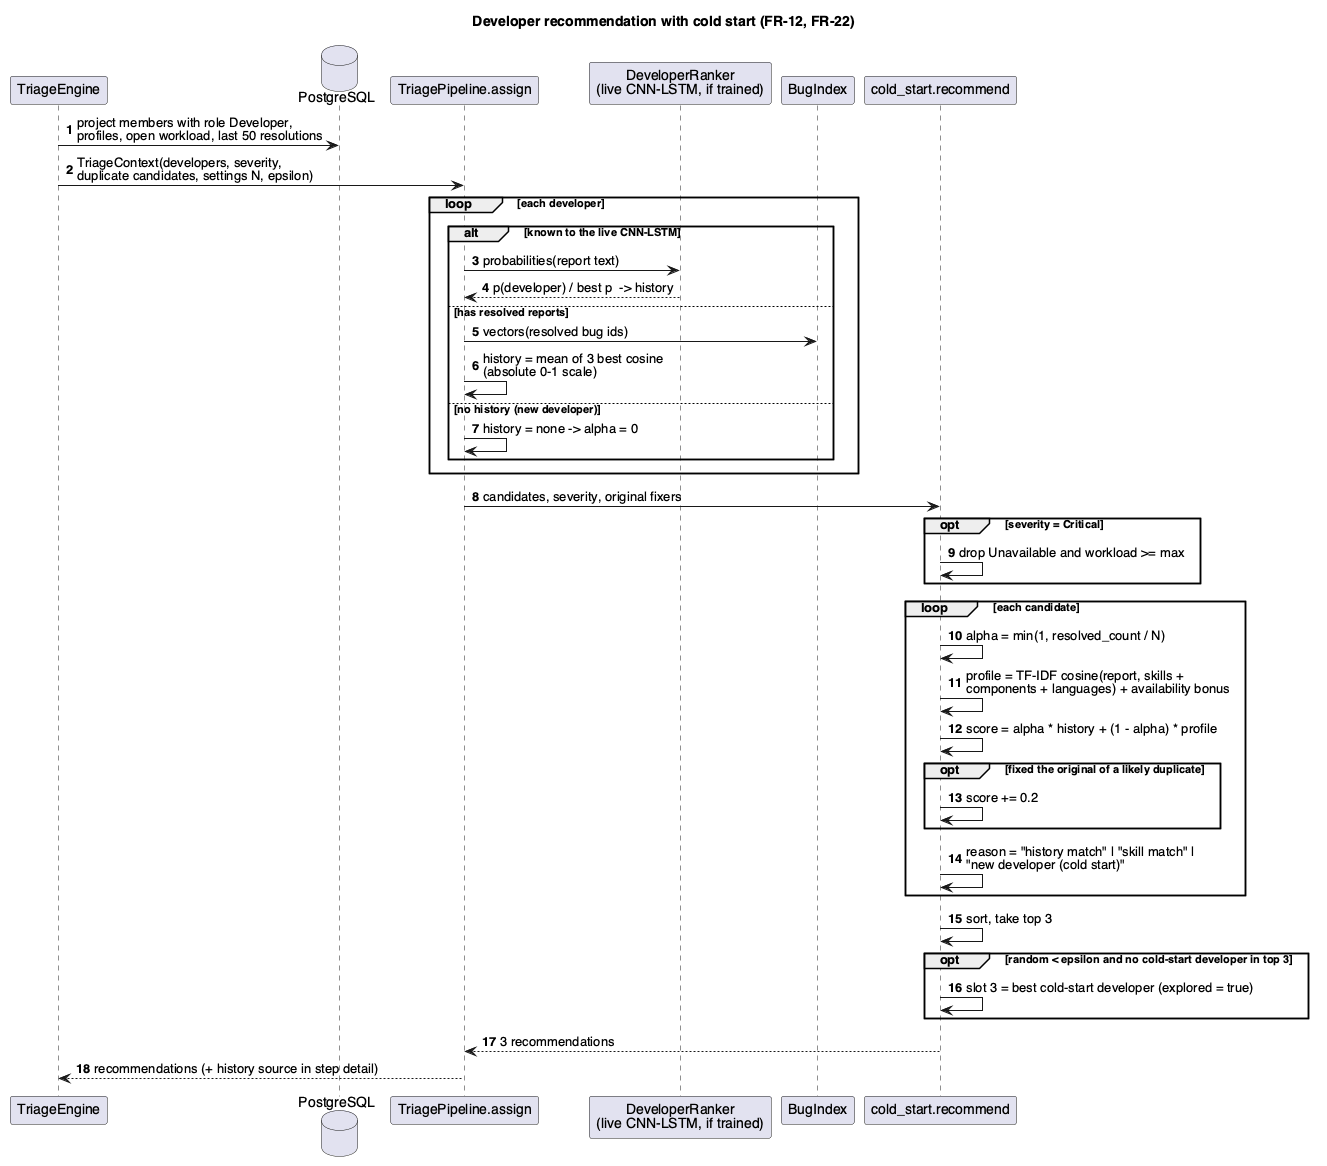 Developer recommendation with cold start (FR-12, FR-22)
TriageEngine
PostgreSQL
TriagePipeline.assign
DeveloperRanker
(live CNN-LSTM, if trained)
BugIndex
cold_start.recommend
1 project members with role Developer,
profiles, open workload, last 50 resolutions
2 TriageContext(developers, severity,
duplicate candidates, settings N, epsilon)
loop [each developer]
alt [known to the live CNN-LSTM]
3 probabilities(report text)
4 p(developer) / best p -> history
[has resolved reports]
5 vectors(resolved bug ids)
6 history = mean of 3 best cosine
(absolute 0-1 scale)
[no history (new developer)]
7 history = none -> alpha = 0
8 candidates, severity, original fixers
opt [severity = Critical]
9 drop Unavailable and workload >= max
loop [each candidate]
10 alpha = min(1, resolved_count / N)
11 profile = TF-IDF cosine(report, skills +
components + languages) + availability bonus
12 score = alpha * history + (1 - alpha) * profile
opt [fixed the original of a likely duplicate]
13 score += 0.2
14 reason = "history match" | "skill match" |
"new developer (cold start)"
15 sort, take top 3
opt [random < epsilon and no cold-start developer in top 3]
16 slot 3 = best cold-start developer (explored = true)
17 3 recommendations
18 recommendations (+ history source in step detail)
TriageEngine
PostgreSQL
TriagePipeline.assign
DeveloperRanker
(live CNN-LSTM, if trained)
BugIndex
cold_start.recommend